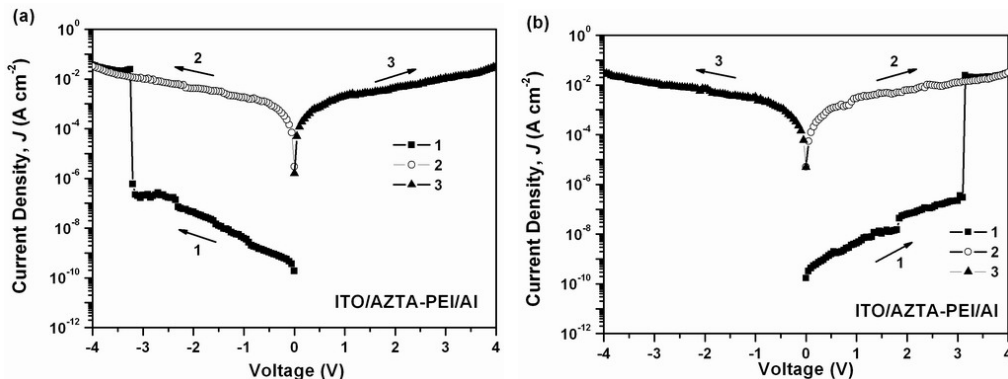 (a)
10^0
10^-2
10^-4
10^-6
10^-8
10^-10
10^-12
Current Density, J (A cm^-2)
2
3
1
1
2
3
ITO/AZTA-PEI/Al
-4 -3 -2 -1 0 1 2 3 4
Voltage (V)
(b)
10^0
10^-2
10^-4
10^-6
10^-8
10^-10
10^-12
Current Density, J (A cm^-2)
3
2
1
1
2
3
ITO/AZTA-PEI/Al
-4 -3 -2 -1 0 1 2 3 4
Voltage (V)